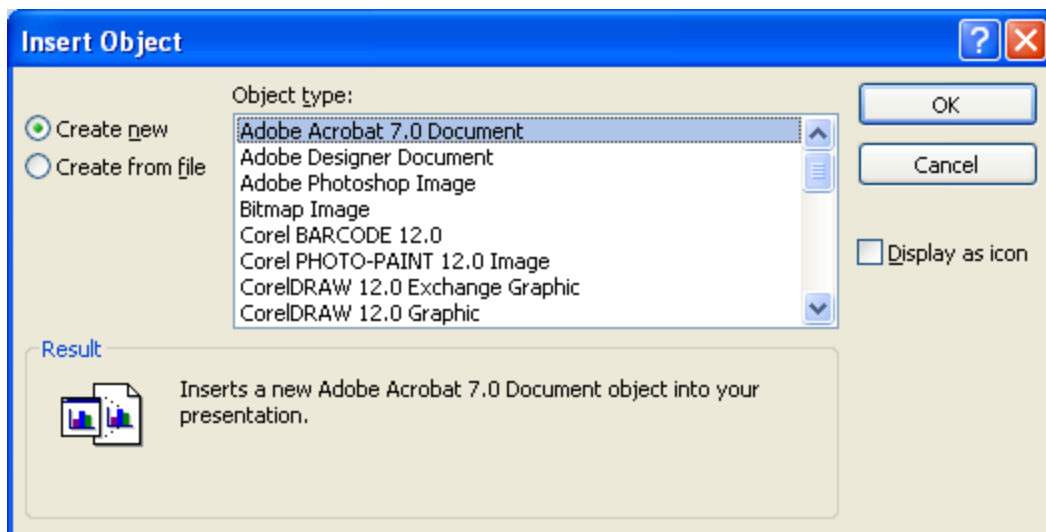 Insert Object
Object type:
Create new
Create from file
Adobe Acrobat 7.0 Document
Adobe Designer Document
Adobe Photoshop Image
Bitmap Image
Corel BARCODE 12.0
Corel PHOTO-PAINT 12.0 Image
CorelDRAW 12.0 Exchange Graphic
CorelDRAW 12.0 Graphic
OK
Cancel
Display as icon
Result
Inserts a new Adobe Acrobat 7.0 Document object into your
presentation.